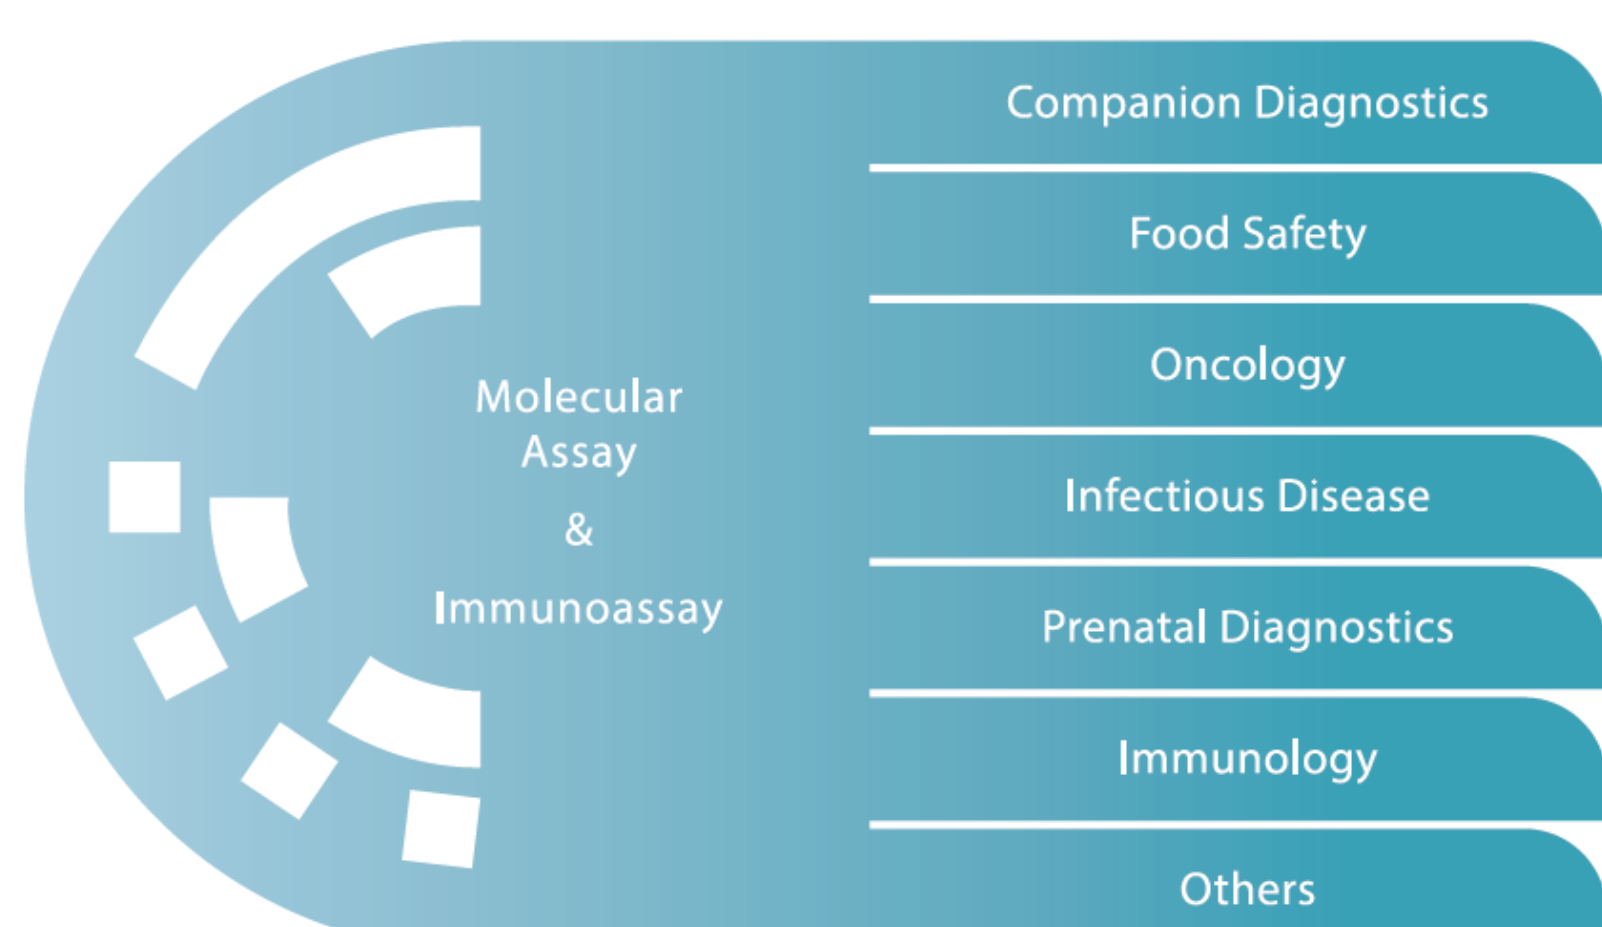 Molecular
Assay
&
Immunoassay
Companion Diagnostics
Food Safety
Oncology
Infectious Disease
Prenatal Diagnostics
Immunology
Others